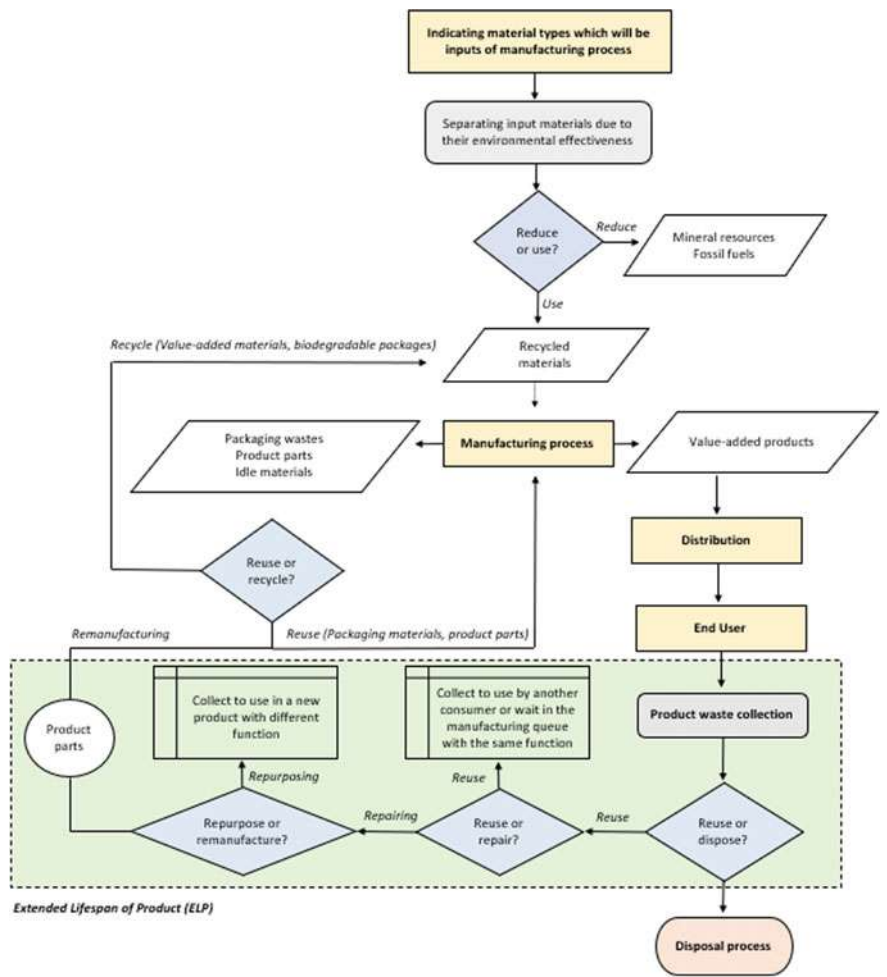 Indicating material types which will be
inputs of manufacturing process
Separating input materials due to
their environmental effectiveness
Reduce
or use?
Reduce
Mineral resources
Fossil fuels
Use
Recycle (Value-added materials, biodegradable packages)
Recycled
materials
Packaging wastes
Product parts
Idle materials
Manufacturing process
Value-added products
Distribution
Reuse or
recycle?
End User
Remanufacturing
Reuse (Packaging materials, product parts)
Product
parts
Collect to use in a new
product with different
function
Collect to use by another
consumer or wait in the
manufacturing queue
with the same function
Product waste collection
Repurposing
Reuse
Repurpose or
remanufacture?
Repairing
Reuse or
repair?
Reuse
Reuse or
dispose?
Extended Lifespan of Product (ELP)
Disposal process